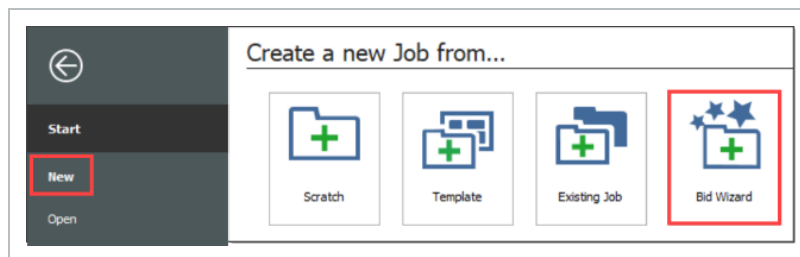 Create a new Job from...
Start
New
Open
Scratch
Template
Existing Job
Bid Wizard